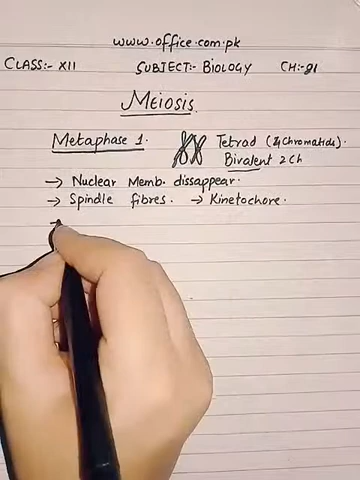 www.office.com.pk
CLASS:- XII SUBJECT:- BIOLOGY CH:-21
MEIOSIS
Metaphase 1. Tetrad (4 Chromatids).
Bivalent 2 Ch
→ Nuclear Memb. dissappear.
→ Spindle fibres. → Kinetochore.
→